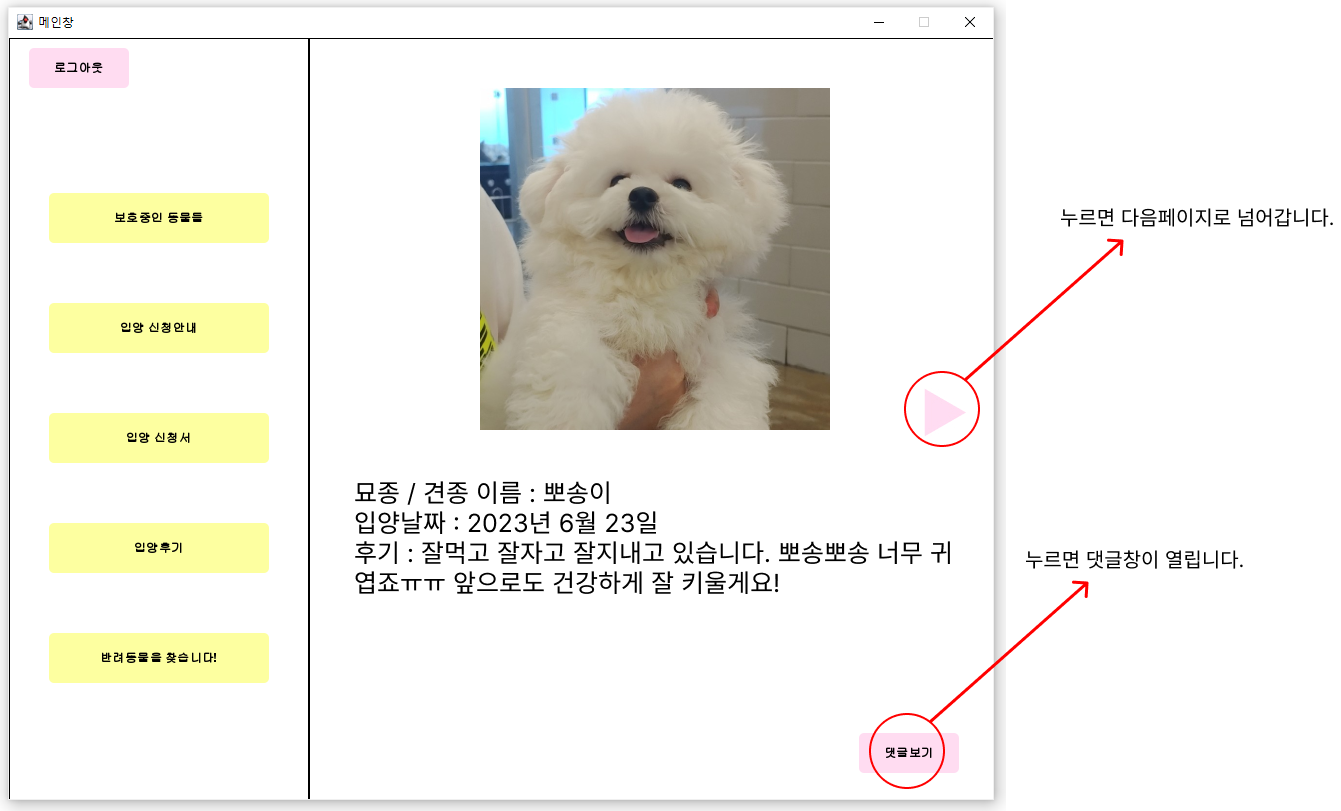 메인창
로그아웃
보호중인 동물들
입양 신청안내
입양 신청서
입양후기
반려동물을 찾습니다!
묘종 / 견종 이름 : 뽀송이
입양날짜 : 2023년 6월 23일
후기 : 잘먹고 잘자고 잘지내고 있습니다. 뽀송뽀송 너무 귀
엽죠ㅠㅠ 앞으로도 건강하게 잘 키울게요!
댓글보기
누르면 다음페이지로 넘어갑니다.
누르면 댓글창이 열립니다.